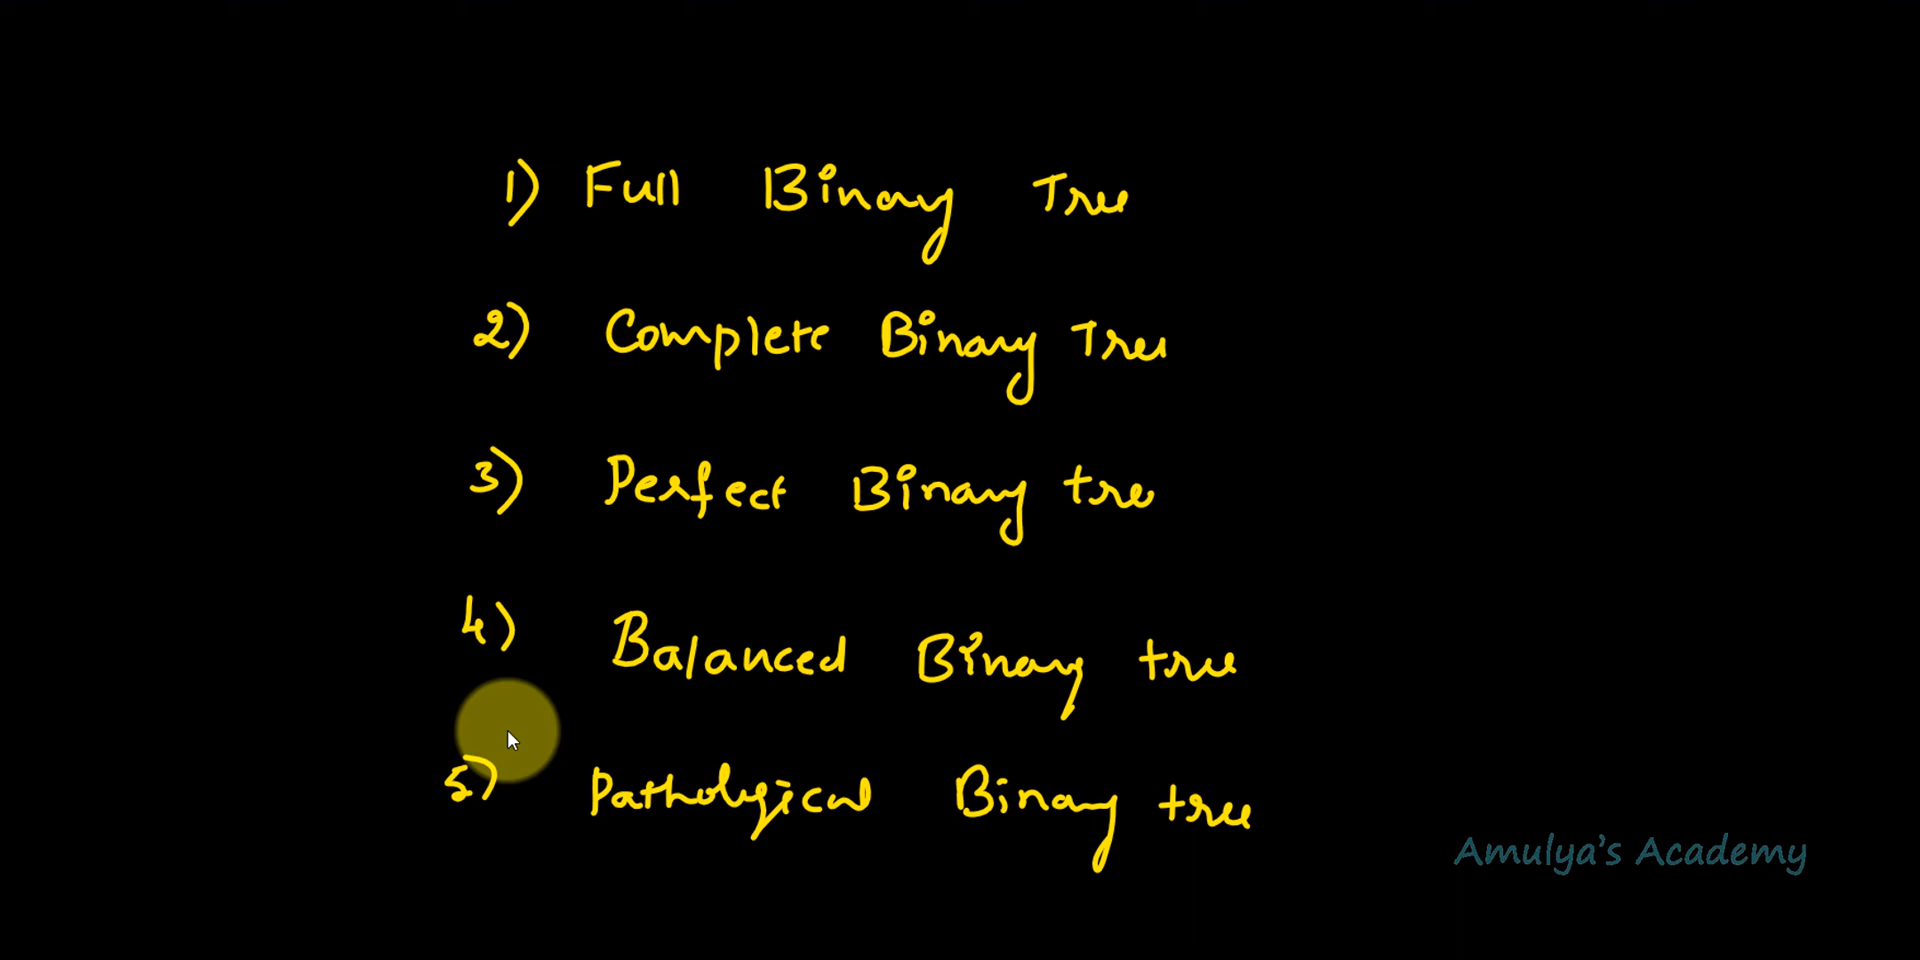 1) Full Binary Tree
2) Complete Binary Tree
3) Perfect Binary tree
4) Balanced Binary tree
5) Pathological Binary tree
Amulya's Academy